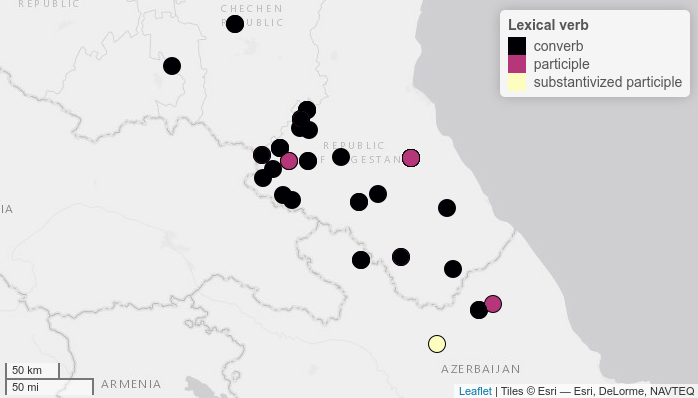 REPUBLIC
CHECHEN
REPUBLIC
Lexical verb
converb
participle
substantivized participle
REPUBLIC
OF DAGESTAN
IA
50 km
50 mi
ARMENIA
AZERBAIJAN
Leaflet | Tiles © Esri — Esri, DeLorme, NAVTEQ